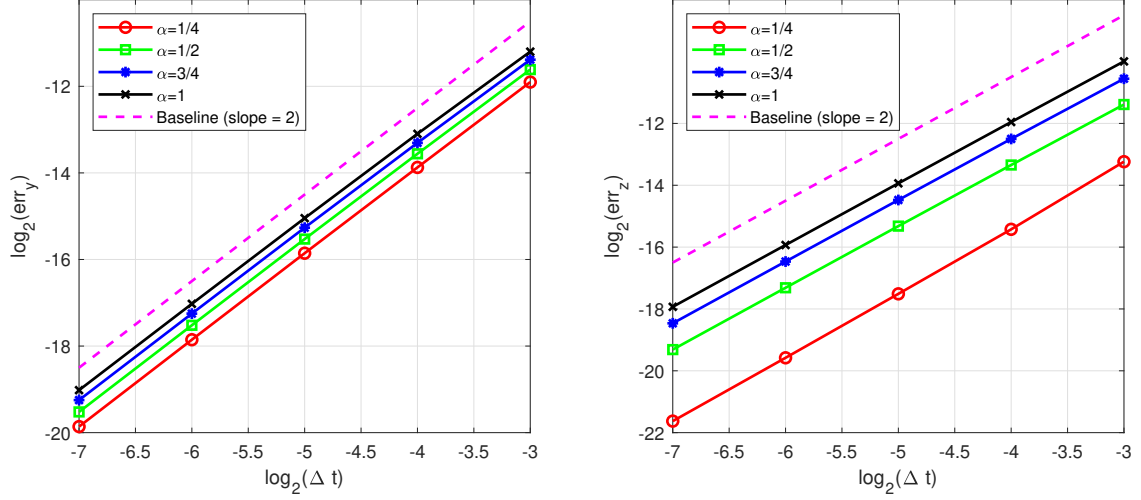 α=1/4
α=1/2
α=3/4
α=1
Baseline (slope = 2)
-12
-14
-16
-18
-20
log2(err_y)
-7
-6.5
-6
-5.5
-5
-4.5
-4
-3.5
-3
log2(Δ t)
α=1/4
α=1/2
α=3/4
α=1
Baseline (slope = 2)
-12
-14
-16
-18
-20
-22
log2(err_z)
-7
-6.5
-6
-5.5
-5
-4.5
-4
-3.5
-3
log2(Δ t)